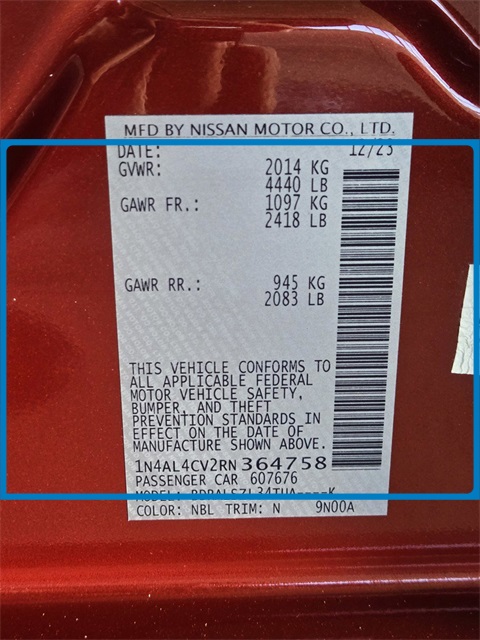 MFD BY NISSAN MOTOR CO., LTD.
DATE: 12/23
GVWR: 2014 KG
4440 LB
GAWR FR.: 1097 KG
2418 LB
GAWR RR.: 945 KG
2083 LB
THIS VEHICLE CONFORMS TO
ALL APPLICABLE FEDERAL
MOTOR VEHICLE SAFETY,
BUMPER, AND THEFT
PREVENTION STANDARDS IN
EFFECT ON THE DATE OF
MANUFACTURE SHOWN ABOVE.
1N4AL4CV2RN364758
PASSENGER CAR 607676
MODEL:
COLOR: NBL TRIM: N 9N00A